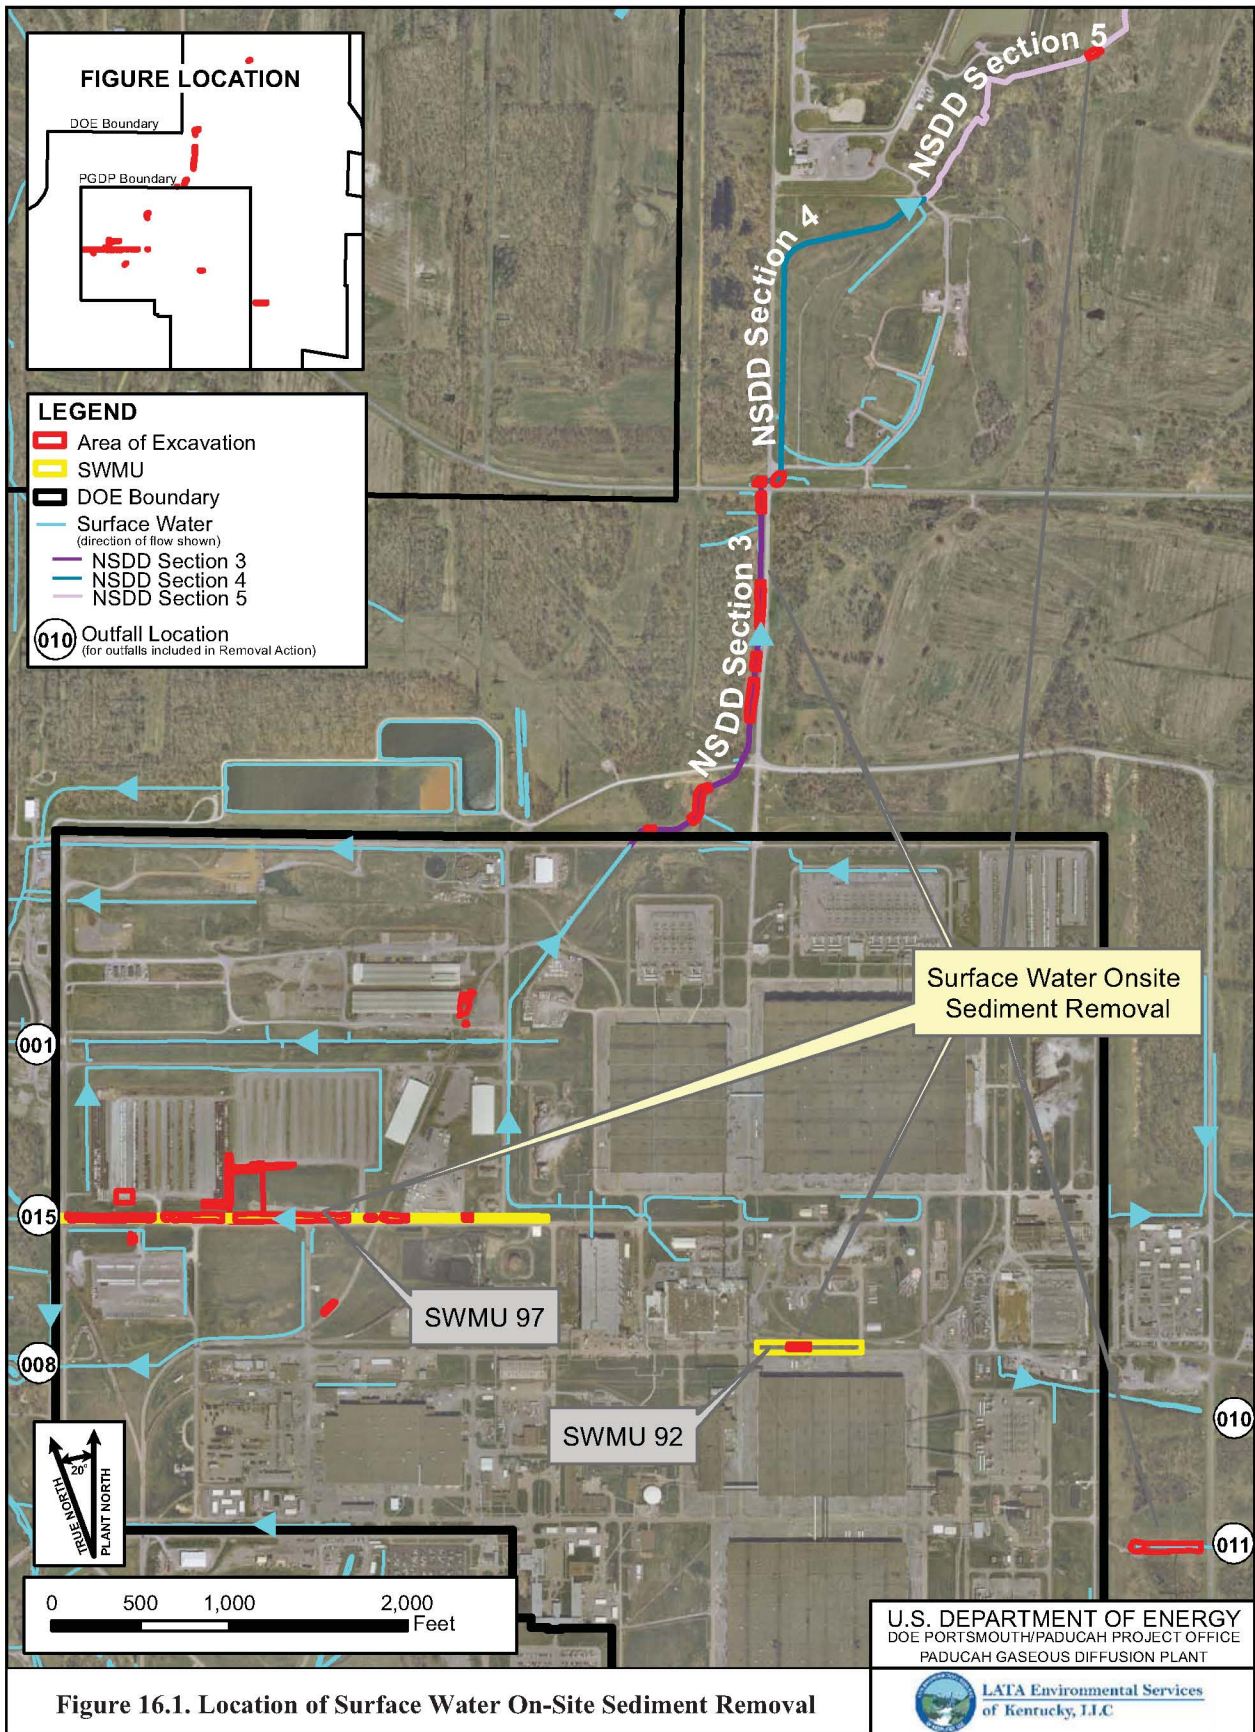 FIGURE LOCATION
DOE Boundary
PGDP Boundary
LEGEND
Area of Excavation
SWMU
DOE Boundary
Surface Water
(direction of flow shown)
NSDD Section 3
NSDD Section 4
NSDD Section 5
010 Outfall Location
(for outfalls included in Removal Action)
NSDD Section 5
NSDD Section 4
NSDD Section 3
Surface Water Onsite
Sediment Removal
001
015
SWMU 97
008
SWMU 92
010
011
20°
TRUE NORTH
PLANT NORTH
0 500 1,000 2,000
Feet
U.S. DEPARTMENT OF ENERGY
DOE PORTSMOUTH/PADUCAH PROJECT OFFICE
PADUCAH GASEOUS DIFFUSION PLANT
Figure 16.1. Location of Surface Water On-Site Sediment Removal
LATA Environmental Services
of Kentucky, LLC